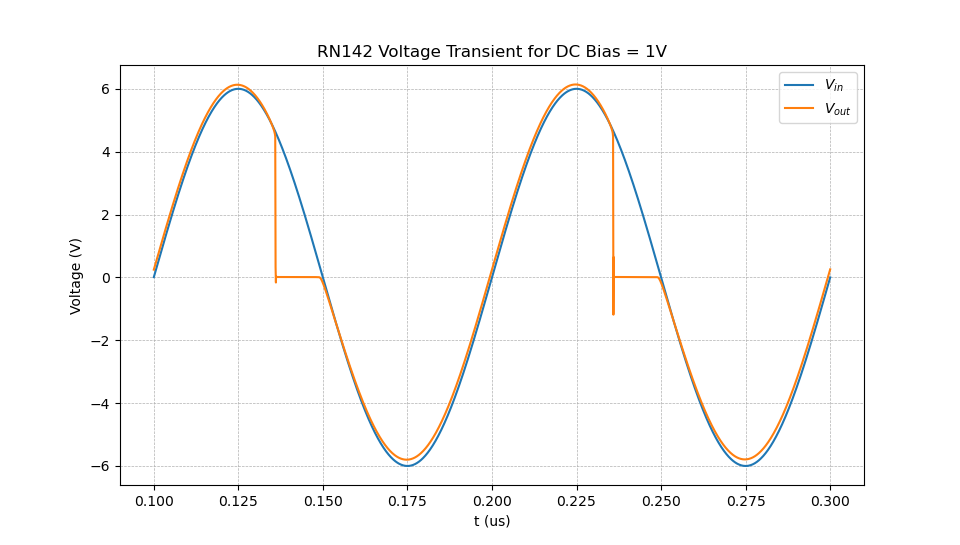 RN142 Voltage Transient for DC Bias = 1V
V_in
V_out
Voltage (V)
6
4
2
0
−2
−4
−6
0.100 0.125 0.150 0.175 0.200 0.225 0.250 0.275 0.300
t (us)